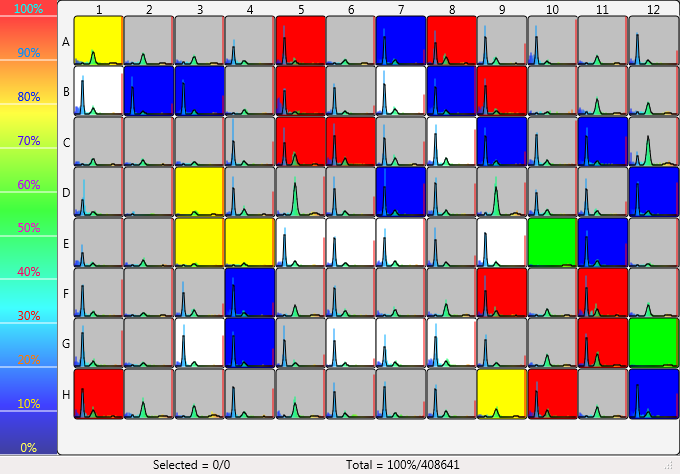 100%
90%
80%
70%
60%
50%
40%
30%
20%
10%
0%
1 2 3 4 5 6 7 8 9 10 11 12
A
B
C
D
E
F
G
H
Selected = 0/0 Total = 100%/408641